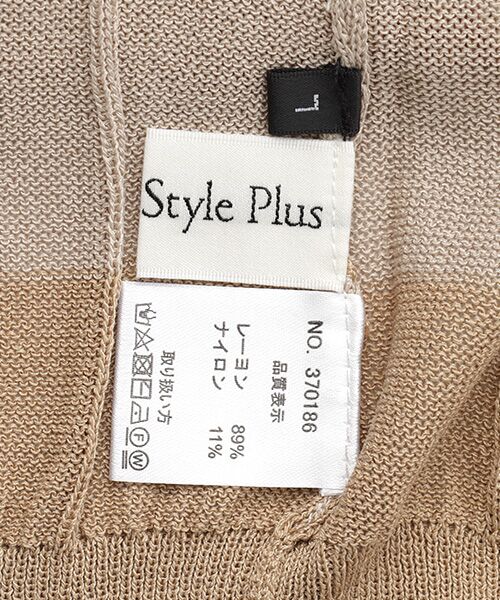 L
Style Plus
NO. 370186
品質表示
レーヨン 89%
ナイロン 11%
取り扱い方
F W